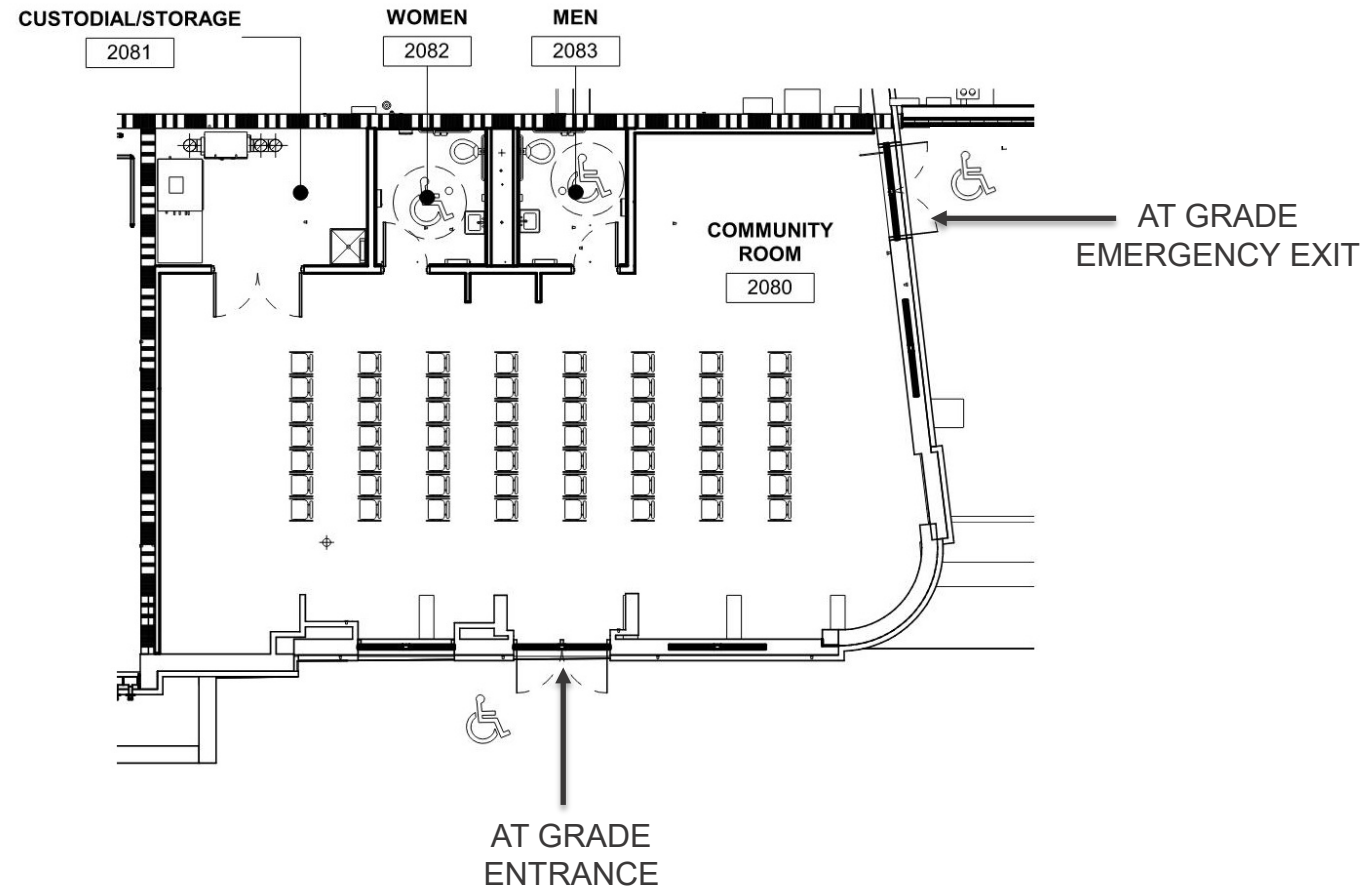 CUSTODIAL/STORAGE
2081
WOMEN
2082
MEN
2083
COMMUNITY
ROOM
2080
AT GRADE
EMERGENCY EXIT
AT GRADE
ENTRANCE